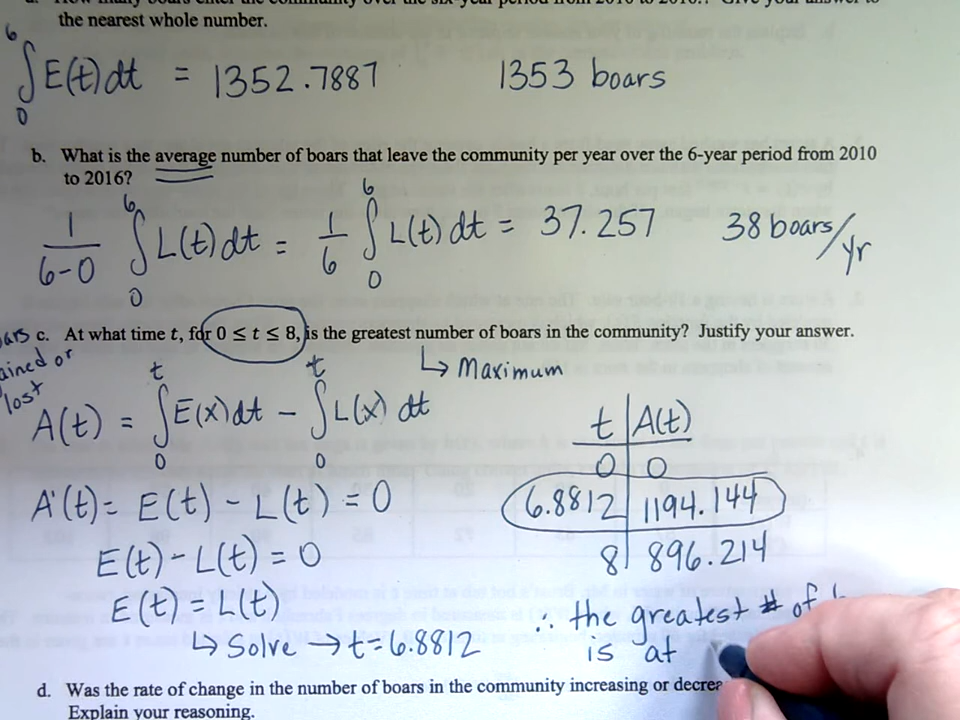 the nearest whole number.
6
∫E(t)dt = 1352.7887 1353 boars
0
b. What is the average number of boars that leave the community per year over the 6-year period from 2010
to 2016?
1/(6-0) ∫₀⁶ L(t)dt = 1/6 ∫₀⁶ L(t)dt = 37.257 38 boars/yr
c. At what time t, for 0 ≤ t ≤ 8, is the greatest number of boars in the community? Justify your answer.
↳ Maximum
lost
A(t) = ∫₀ᵗ E(x)dt - ∫₀ᵗ L(x) dt
A'(t) = E(t) - L(t) = 0
E(t) - L(t) = 0
E(t) = L(t)
↳ Solve → t = 6.8812
t | A(t)
0 | 0
6.8812 | 1194.144
8 | 896.214
∴ the greatest # of
is at
d. Was the rate of change in the number of boars in the community increasing or
Explain your reasoning.